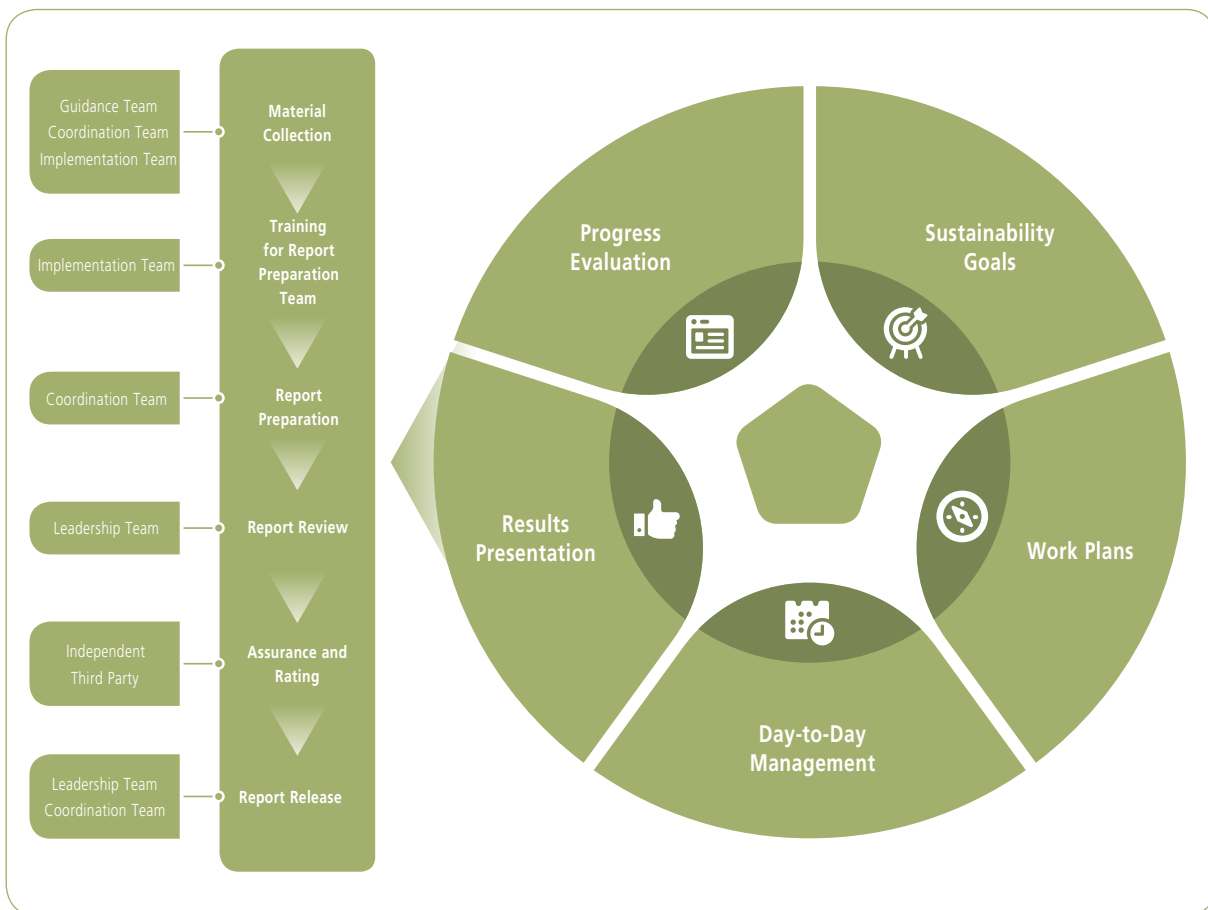 Guidance Team
Coordination Team
Implementation Team
Material
Collection
Implementation Team
Training
for Report
Preparation
Team
Coordination Team
Report
Preparation
Leadership Team
Report Review
Independent
Third Party
Assurance and
Rating
Leadership Team
Coordination Team
Report Release
Progress
Evaluation
Sustainability
Goals
Results
Presentation
Work Plans
Day-to-Day
Management